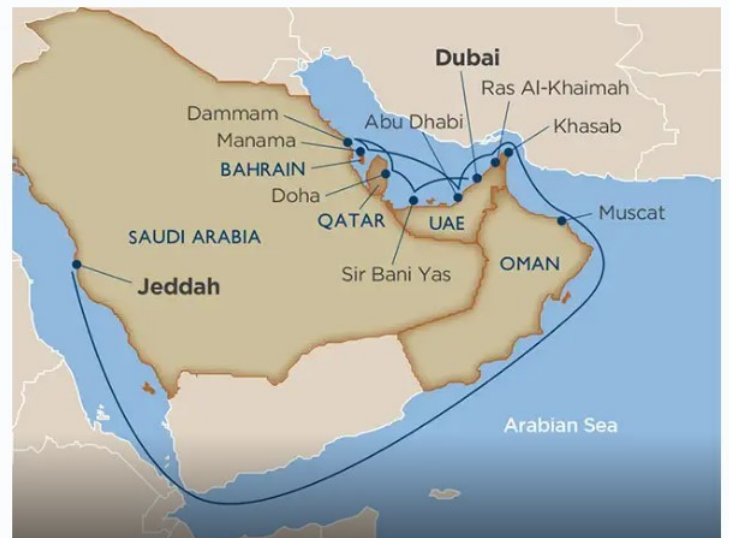 Dubai
Ras Al-Khaimah
Dammam
Abu Dhabi
Khasab
Manama
BAHRAIN
Doha
QATAR
UAE
Muscat
SAUDI ARABIA
Sir Bani Yas
OMAN
Jeddah
Arabian Sea